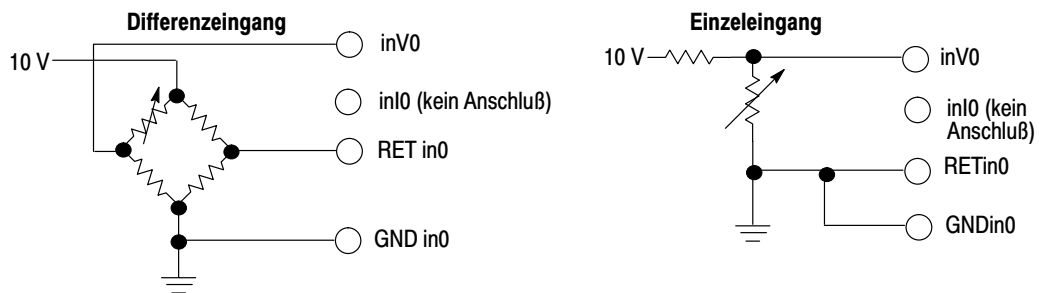 Differenzeingang
inV0
10 V
inI0 (kein Anschluß)
RET in0
GND in0
Einzeleingang
10 V
inV0
inI0 (kein
Anschluß)
RETin0
GNDin0